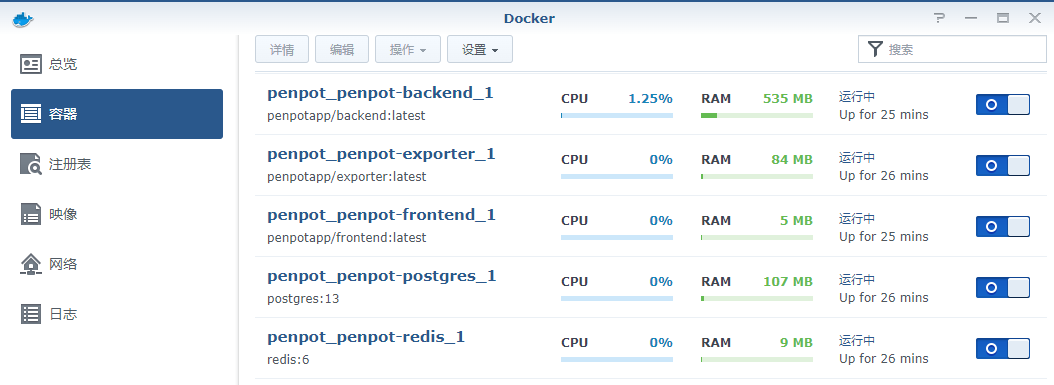 Docker
总览
容器
注册表
映像
网络
日志
详情 编辑 操作 设置 搜索
penpot_penpot-backend_1 CPU 1.25% RAM 535 MB 运行中
penpotapp/backend:latest Up for 25 mins
penpot_penpot-exporter_1 CPU 0% RAM 84 MB 运行中
penpotapp/exporter:latest Up for 26 mins
penpot_penpot-frontend_1 CPU 0% RAM 5 MB 运行中
penpotapp/frontend:latest Up for 25 mins
penpot_penpot-postgres_1 CPU 0% RAM 107 MB 运行中
postgres:13 Up for 26 mins
penpot_penpot-redis_1 CPU 0% RAM 9 MB 运行中
redis:6 Up for 26 mins